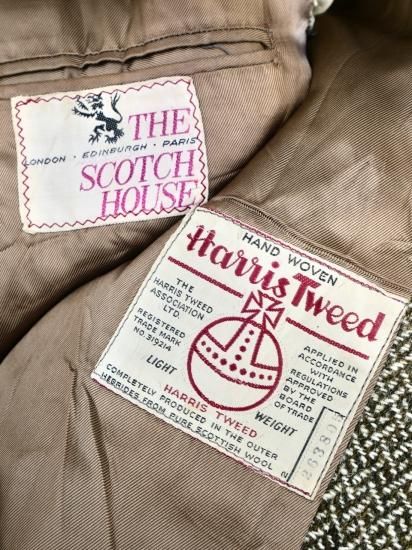 THE
LONDON · EDINBURGH · PARIS
SCOTCH
HOUSE
HAND WOVEN
Harris Tweed
THE
HARRIS TWEED
ASSOCIATION
LTD.
REGISTERED
TRADE MARK
NO. 319214
APPLIED IN
ACCORDANCE
WITH
REGULATIONS
APPROVED
BY THE
BOARD
OF TRADE
LIGHT WEIGHT
HARRIS TWEED
COMPLETELY PRODUCED IN THE OUTER
HEBRIDES FROM PURE SCOTTISH WOOL